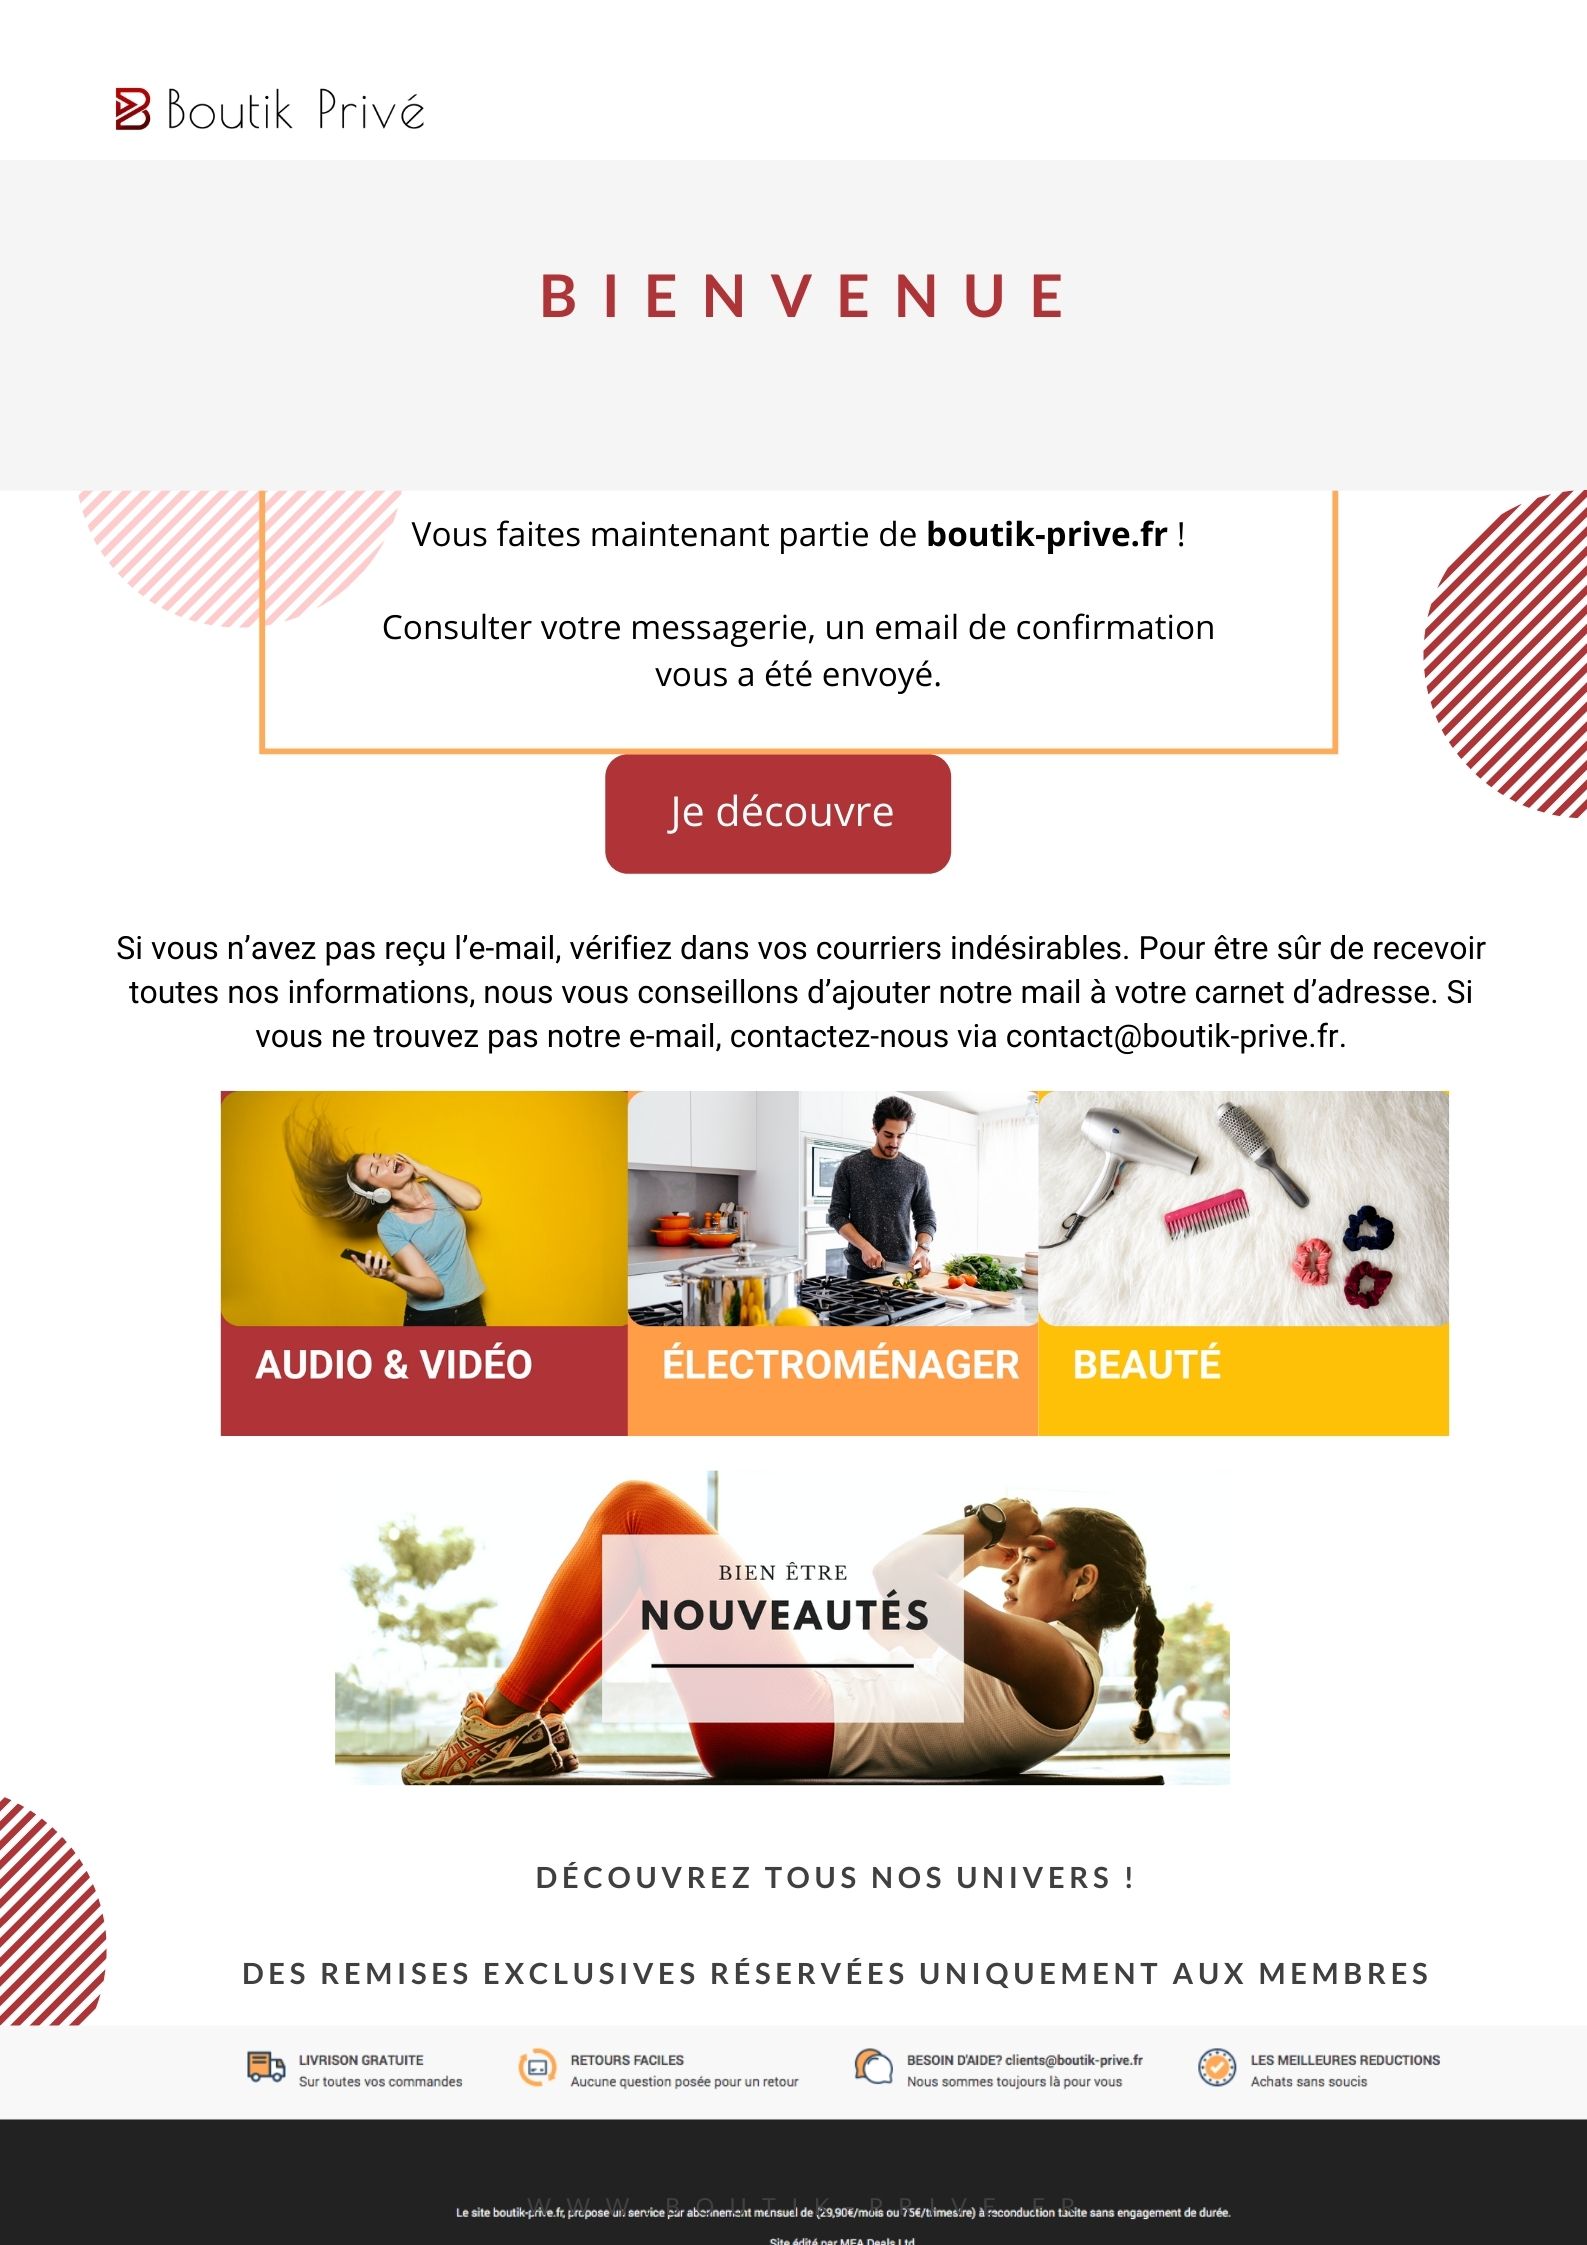 Boutik Privé
BIENVENUE
Vous faites maintenant partie de boutik-prive.fr !
Consulter votre messagerie, un email de confirmation
vous a été envoyé.
Je découvre
Si vous n’avez pas reçu l’e-mail, vérifiez dans vos courriers indésirables. Pour être sûr de recevoir
toutes nos informations, nous vous conseillons d’ajouter notre mail à votre carnet d’adresse. Si
vous ne trouvez pas notre e-mail, contactez-nous via contact@boutik-prive.fr.
AUDIO & VIDÉO
ÉLECTROMÉNAGER
BEAUTÉ
BIEN ÊTRE
NOUVEAUTÉS
DÉCOUVREZ TOUS NOS UNIVERS !
DES REMISES EXCLUSIVES RÉSERVÉES UNIQUEMENT AUX MEMBRES
LIVRISON GRATUITE
Sur toutes vos commandes
RETOURS FACILES
Aucune question posée pour un retour
BESOIN D'AIDE? clients@boutik-prive.fr
Nous sommes toujours là pour vous
LES MEILLEURES REDUCTIONS
Achats sans soucis
WWW.BOUTIK-PRIVE.FR
Le site boutik-prive.fr, propose un service par abonnement mensuel de (29,90€/mois ou 75€/trimestre) à reconduction tacite sans engagement de durée.
Site édité par MFA Deals Ltd